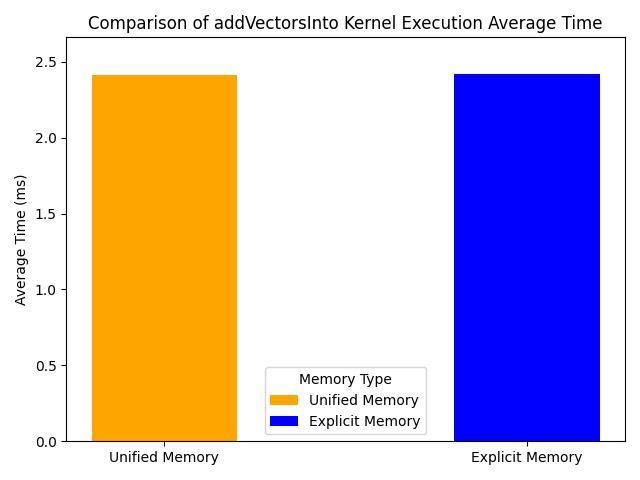 Comparison of addVectorsInto Kernel Execution Average Time
Average Time (ms)
2.5
2.0
1.5
1.0
0.5
0.0
Memory Type
Unified Memory
Explicit Memory
Unified Memory
Explicit Memory